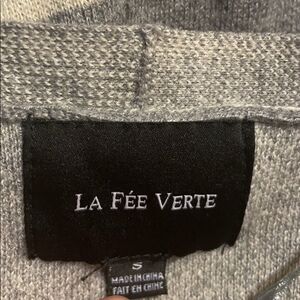 LA FÉE VERTE
S
MADE IN CHINA
FAIT EN CHINE